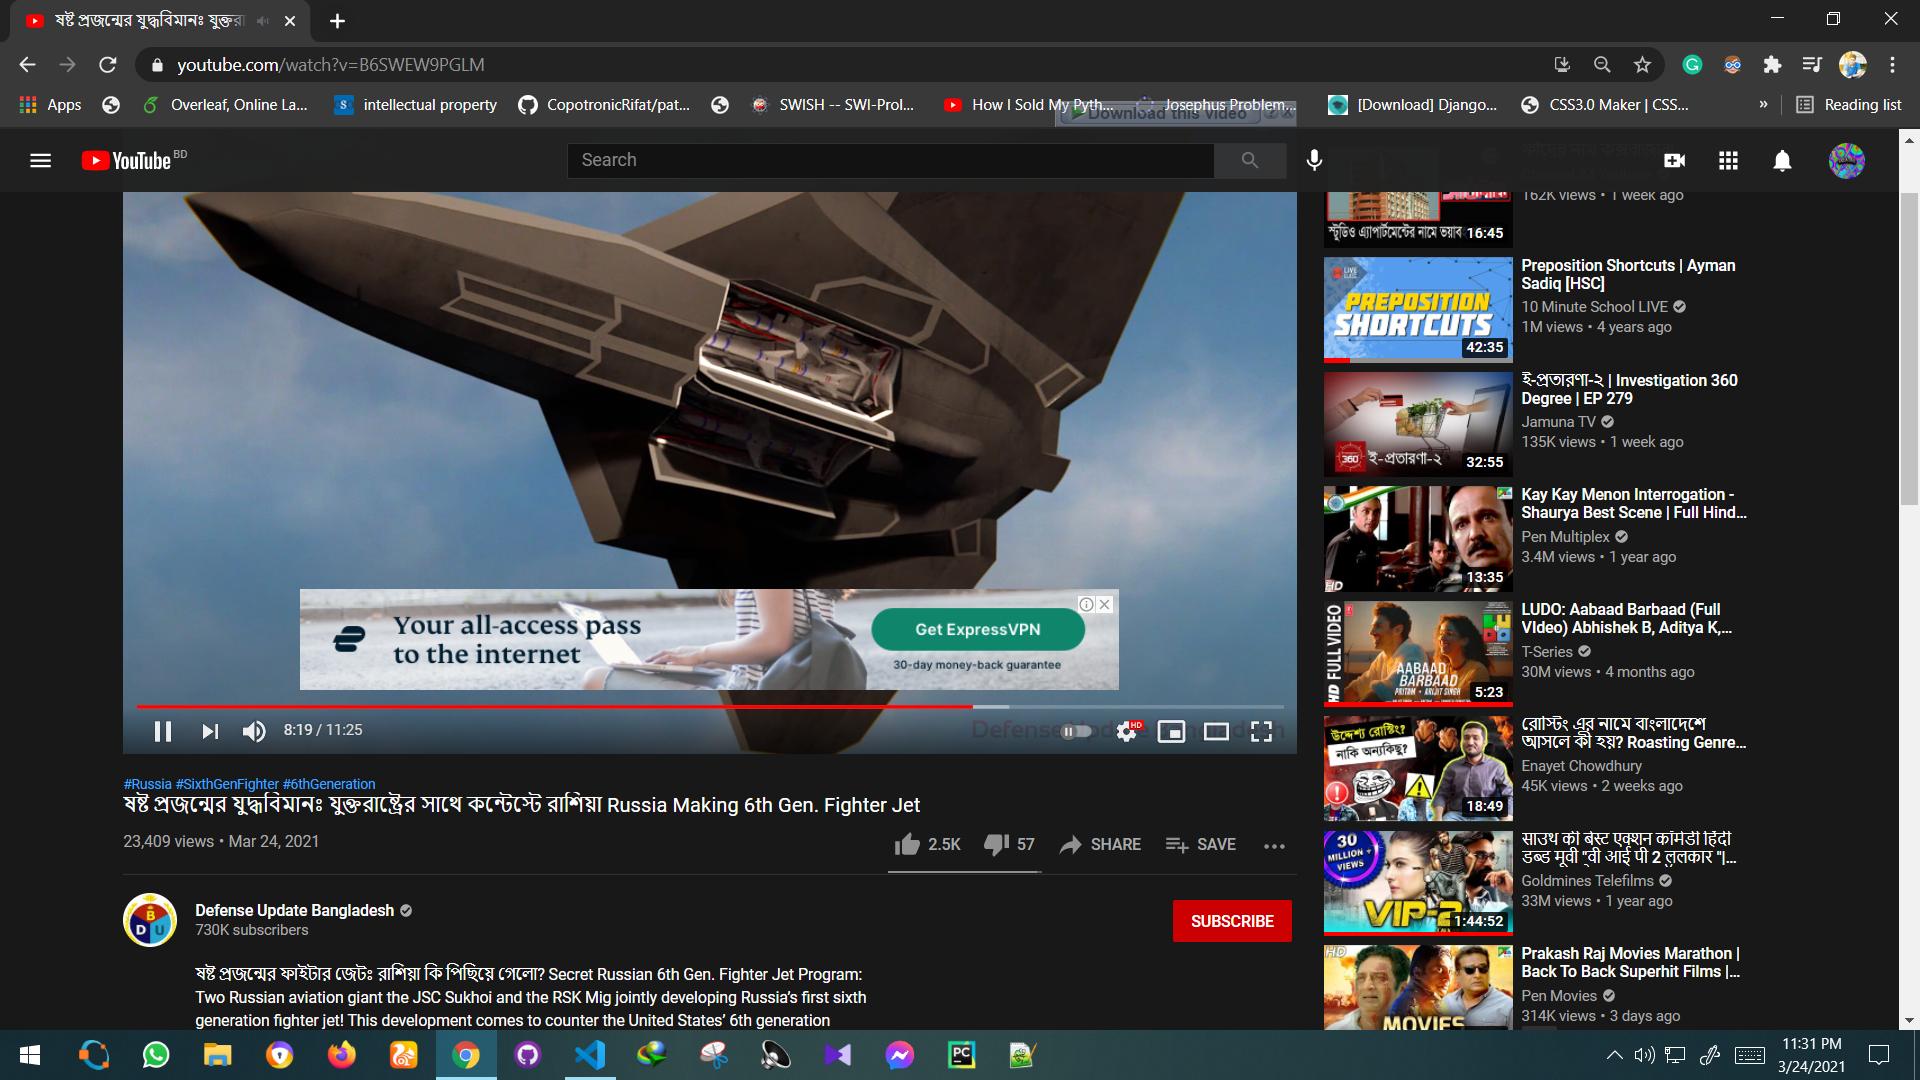 ষষ্ট প্রজন্মের যুদ্ধবিমানঃ যুক্তরা
youtube.com/watch?v=B6SWEW9PGLM
Apps
Overleaf, Online La...
intellectual property
CopotronicRifat/pat...
SWISH -- SWI-Prol...
How I Sold My Pyth...
Josephus Problem...
[Download] Django...
CSS3.0 Maker | CSS...
»
Reading list
Download this video
YouTube BD
Search
162K views • 1 week ago
স্টুডিও এ্যাপার্টমেন্টের নামে ভয়াব
16:45
LIVE
PREPOSITION
SHORTCUTS
42:35
Preposition Shortcuts | Ayman
Sadiq [HSC]
10 Minute School LIVE
1M views • 4 years ago
360
ই-প্রতারণা-২
32:55
ই-প্রতারণা-২ | Investigation 360
Degree | EP 279
Jamuna TV
135K views • 1 week ago
HD
13:35
Kay Kay Menon Interrogation -
Shaurya Best Scene | Full Hind...
Pen Multiplex
3.4M views • 1 year ago
HD FULL VIDEO
AABAAD
BARBAAD
PRITAM • ARIJIT SINGH
5:23
LUDO: Aabaad Barbaad (Full
VIdeo) Abhishek B, Aditya K,...
T-Series
30M views • 4 months ago
উদ্দেশ্য রোস্টিং?
নাকি অন্যকিছু?
18:49
রোস্টিং এর নামে বাংলাদেশে
আসলে কী হয়? Roasting Genre...
Enayet Chowdhury
45K views • 2 weeks ago
30
MILLION +
VIEWS
VIP-2
1:44:52
साउथ की बेस्ट एक्शन कॉमेडी हिंदी
डब्ड मूवी "वी आई पी 2 ललकार "|...
Goldmines Telefilms
33M views • 1 year ago
HD
MOVIES
Prakash Raj Movies Marathon |
Back To Back Superhit Films |...
Pen Movies
314K views • 3 days ago
Your all-access pass
to the internet
Get ExpressVPN
30-day money-back guarantee
8:19 / 11:25
Defense Update Bangladesh
HD
#Russia #SixthGenFighter #6thGeneration
ষষ্ট প্রজন্মের যুদ্ধবিমানঃ যুক্তরাষ্ট্রের সাথে কন্টেস্টে রাশিয়া Russia Making 6th Gen. Fighter Jet
23,409 views • Mar 24, 2021
2.5K
57
SHARE
SAVE
B
D U
Defense Update Bangladesh
730K subscribers
SUBSCRIBE
ষষ্ট প্রজন্মের ফাইটার জেটঃ রাশিয়া কি পিছিয়ে গেলো? Secret Russian 6th Gen. Fighter Jet Program:
Two Russian aviation giant the JSC Sukhoi and the RSK Mig jointly developing Russia’s first sixth
generation fighter jet! This development comes to counter the United States’ 6th generation
PC
11:31 PM
3/24/2021